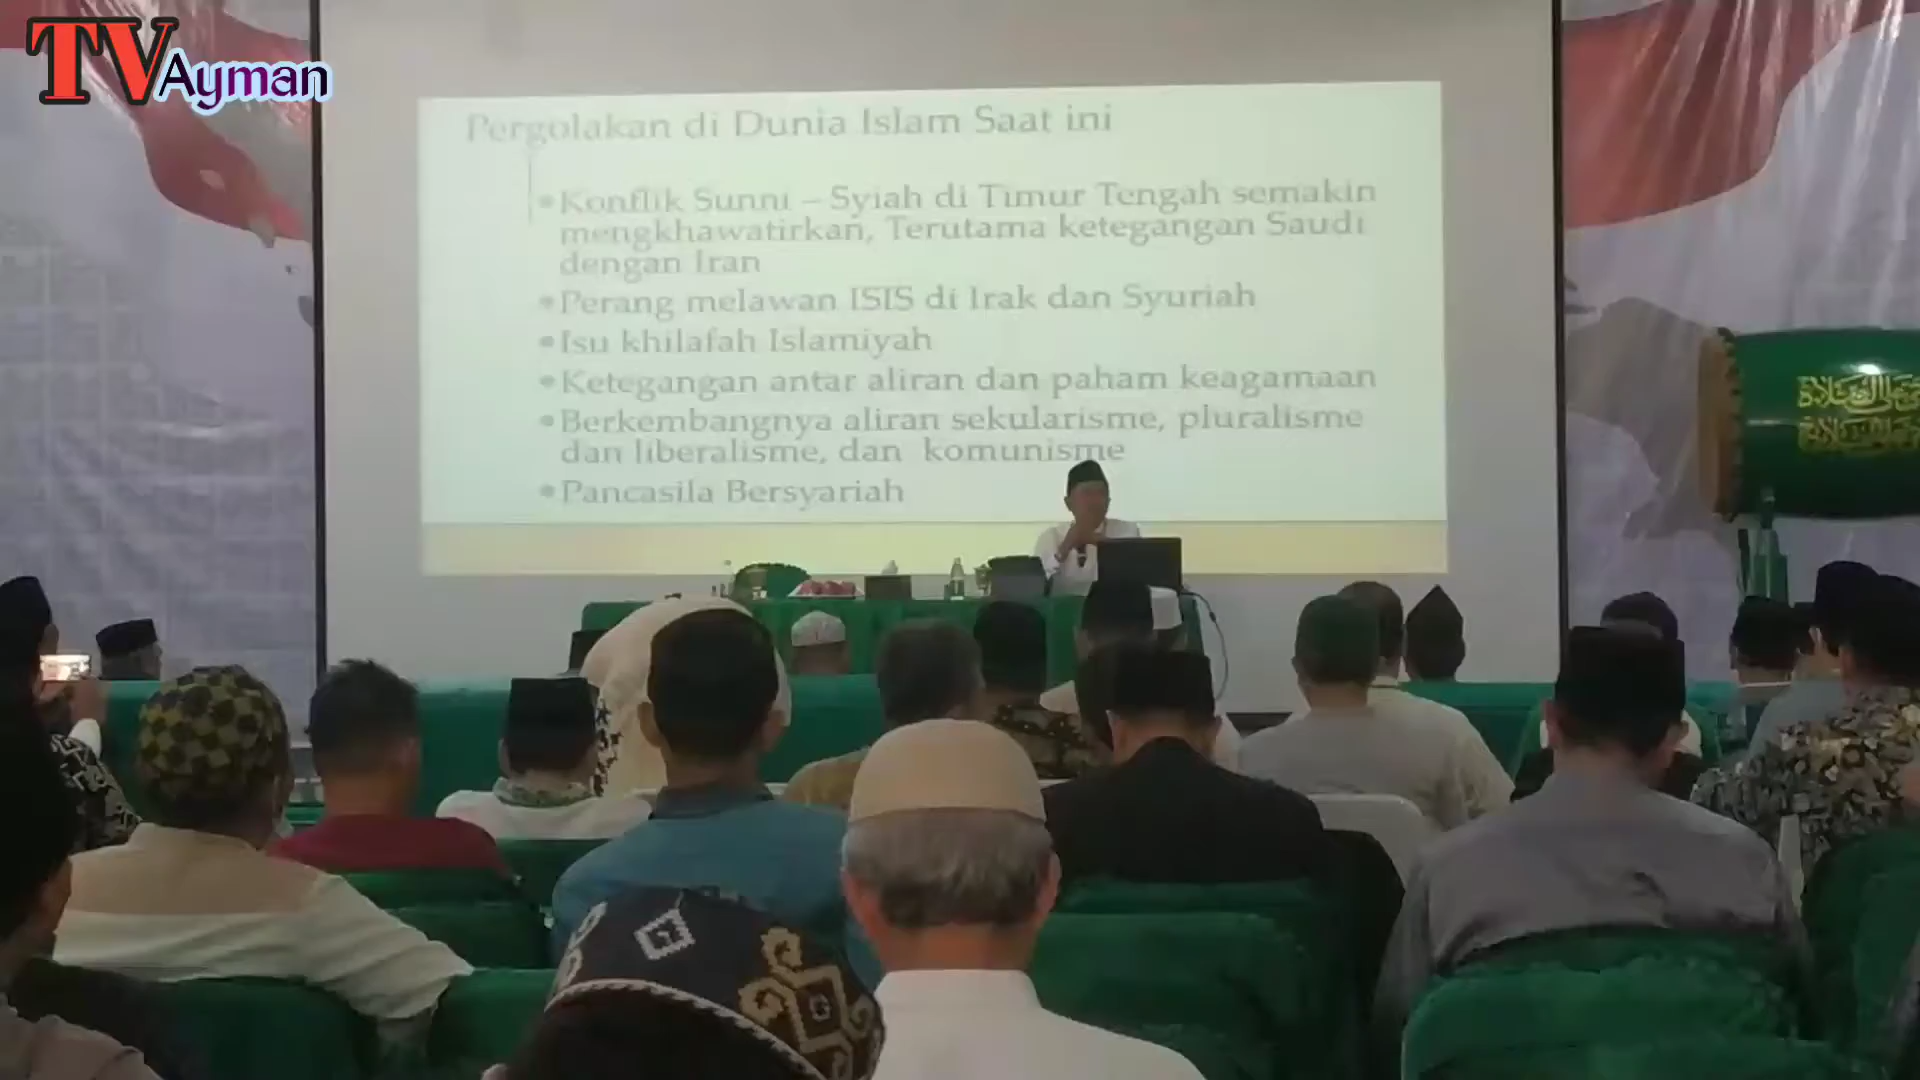 TV Ayman
Pergolakan di Dunia Islam Saat ini
•Konflik Sunni – Syiah di Timur Tengah semakin
mengkhawatirkan, Terutama ketegangan Saudi
dengan Iran
•Perang melawan ISIS di Irak dan Syuriah
•Isu khilafah Islamiyah
•Ketegangan antar aliran dan paham keagamaan
•Berkembangnya aliran sekularisme, pluralisme
dan liberalisme, dan komunisme
•Pancasila Bersyariah